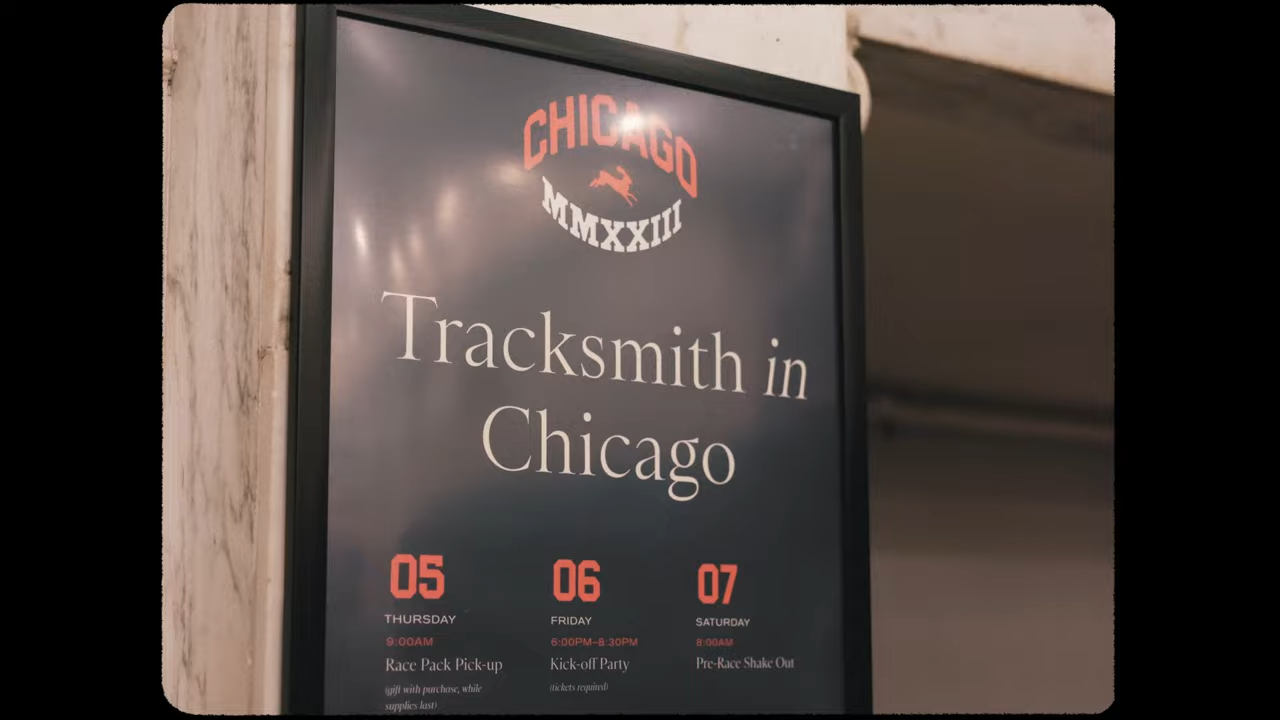 CHICAGO
MMXXIII
Tracksmith in
Chicago
05
THURSDAY
9:00AM
Race Pack Pick-up
(gift with purchase, while
supplies last)
06
FRIDAY
6:00PM–8:30PM
Kick-off Party
(tickets required)
07
SATURDAY
8:00AM
Pre-Race Shake Out